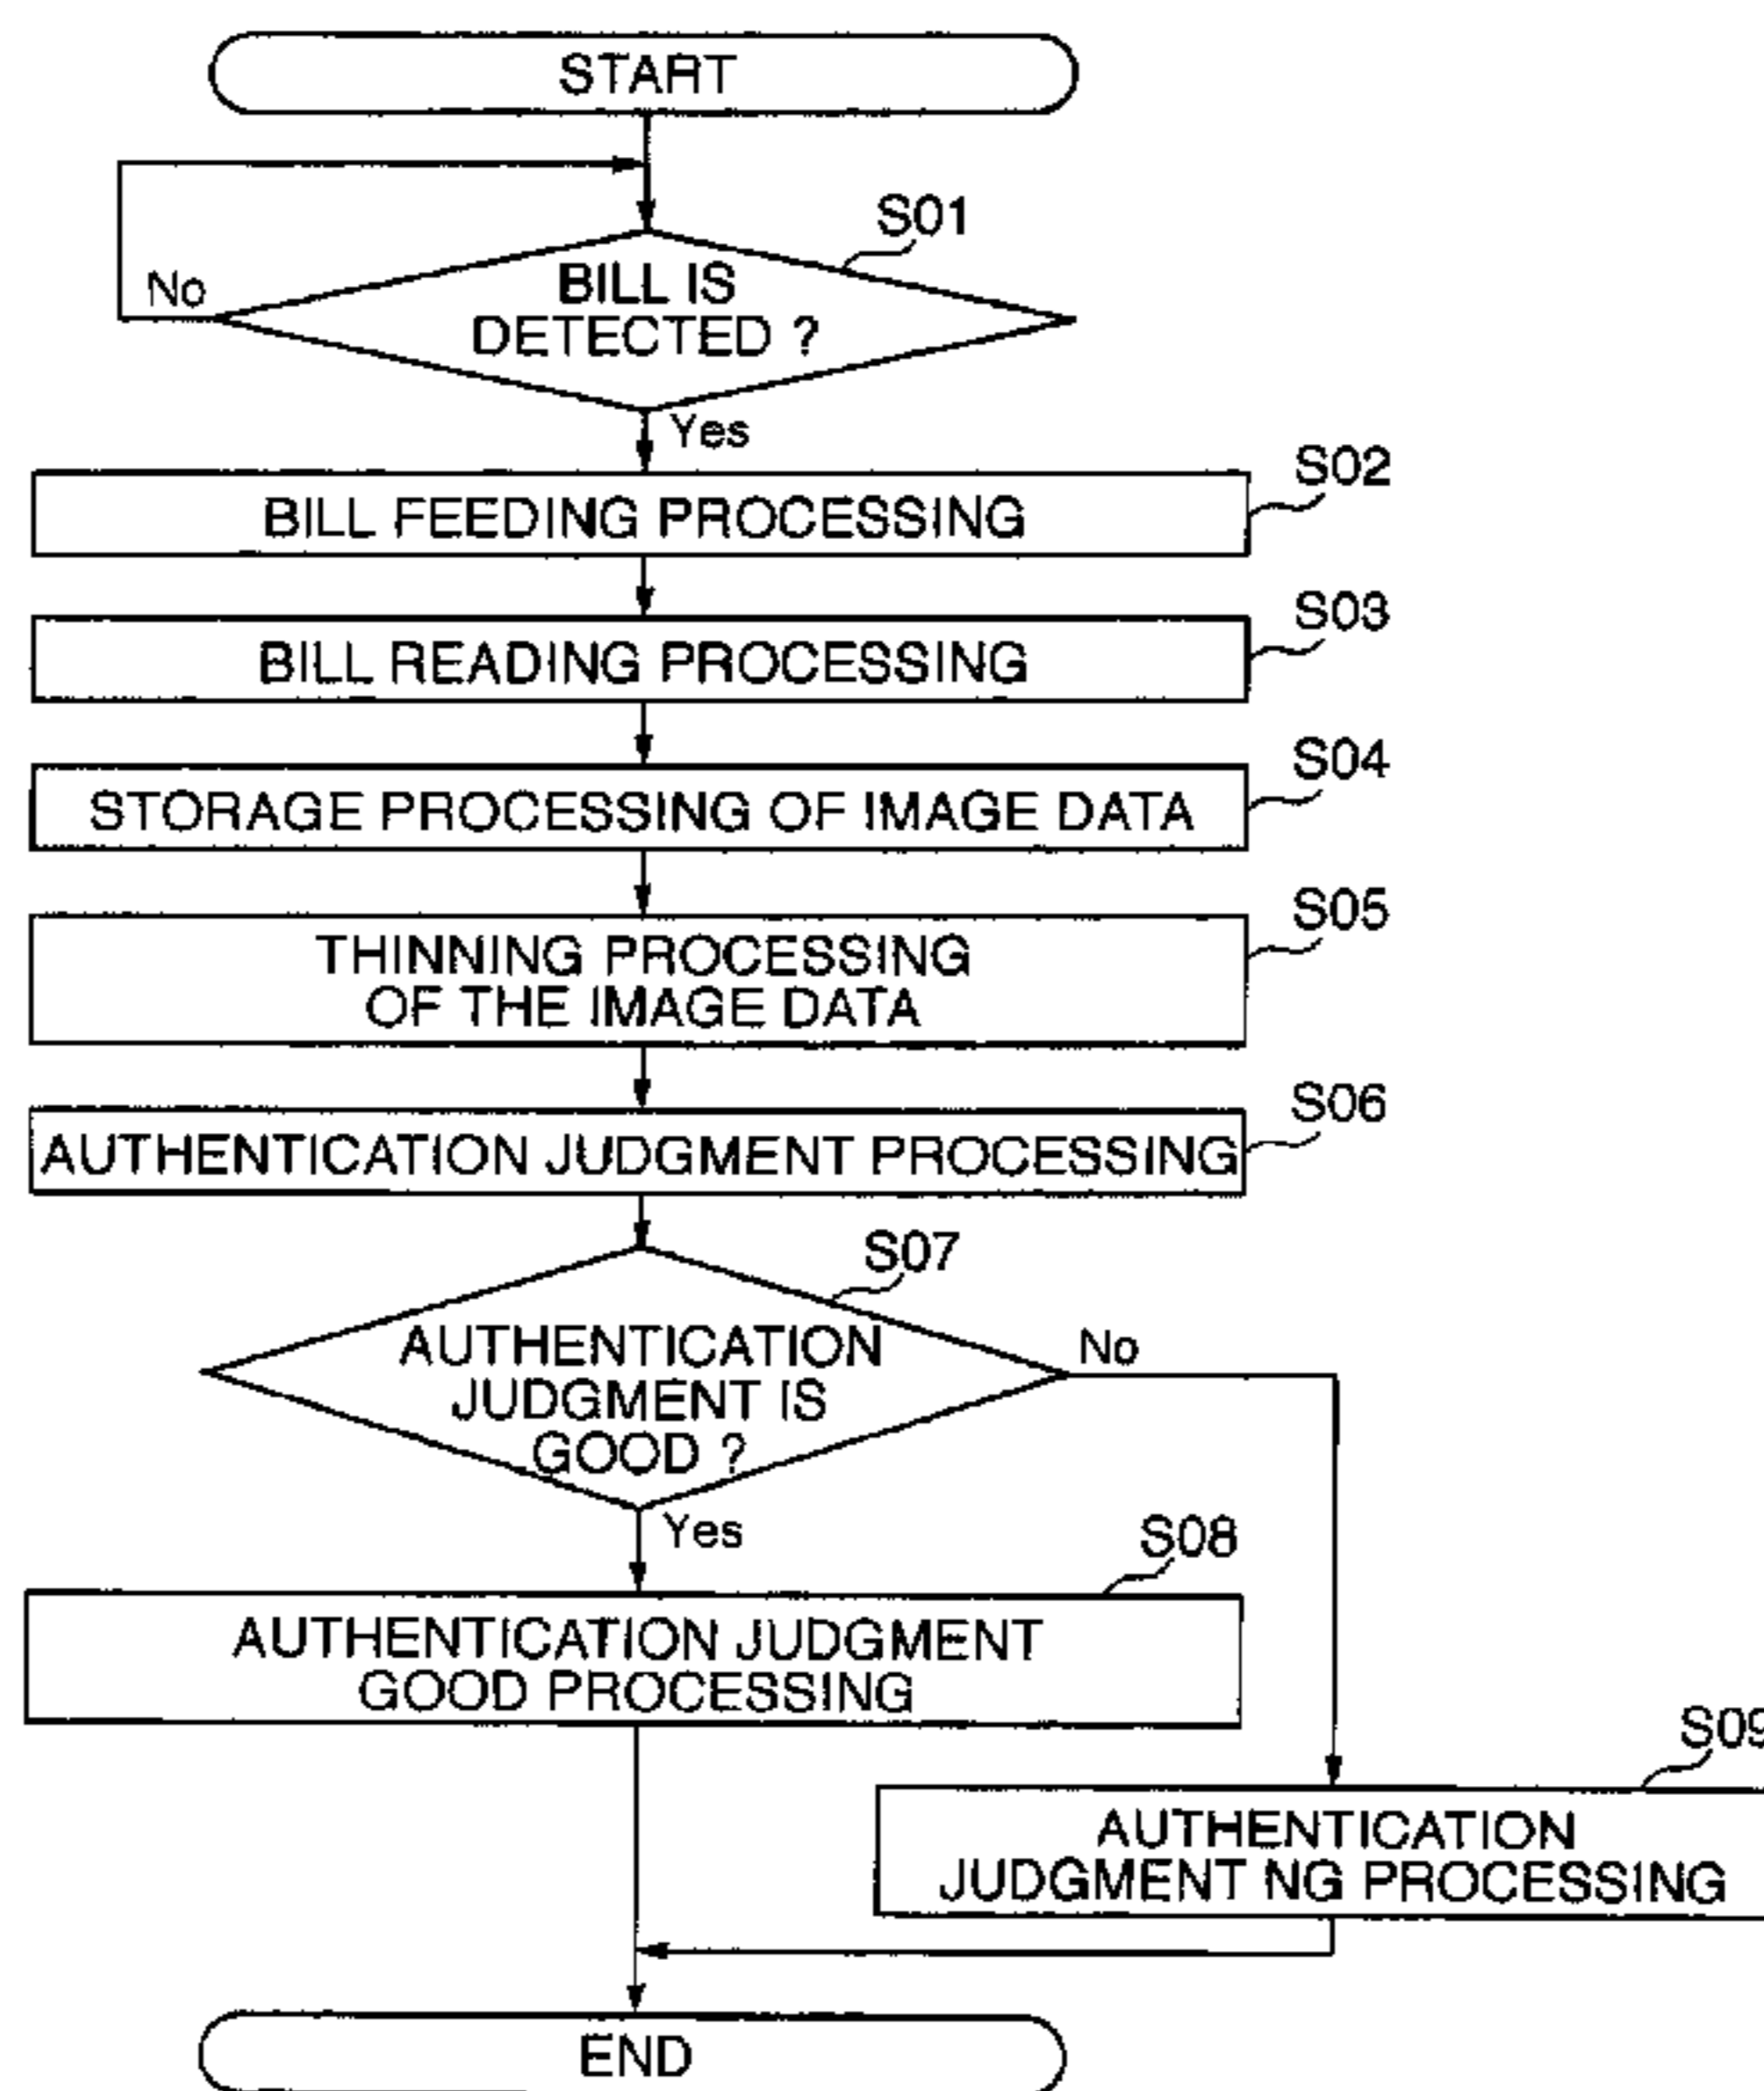 START
S01
BILL IS
DETECTED ?
No
Yes
S02
BILL FEEDING PROCESSING
S03
BILL READING PROCESSING
S04
STORAGE PROCESSING OF IMAGE DATA
S05
THINNING PROCESSING
OF THE IMAGE DATA
S06
AUTHENTICATION JUDGMENT PROCESSING
S07
AUTHENTICATION
JUDGMENT IS
GOOD ?
No
Yes
S08
AUTHENTICATION JUDGMENT
GOOD PROCESSING
S09
AUTHENTICATION
JUDGMENT NG PROCESSING
END